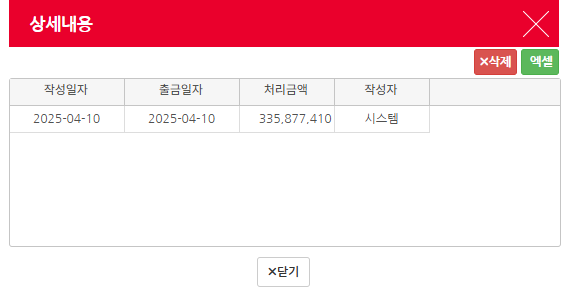 상세내용
×삭제 엑셀
작성일자 출금일자 처리금액 작성자
2025-04-10 2025-04-10 335,877,410 시스템
×닫기